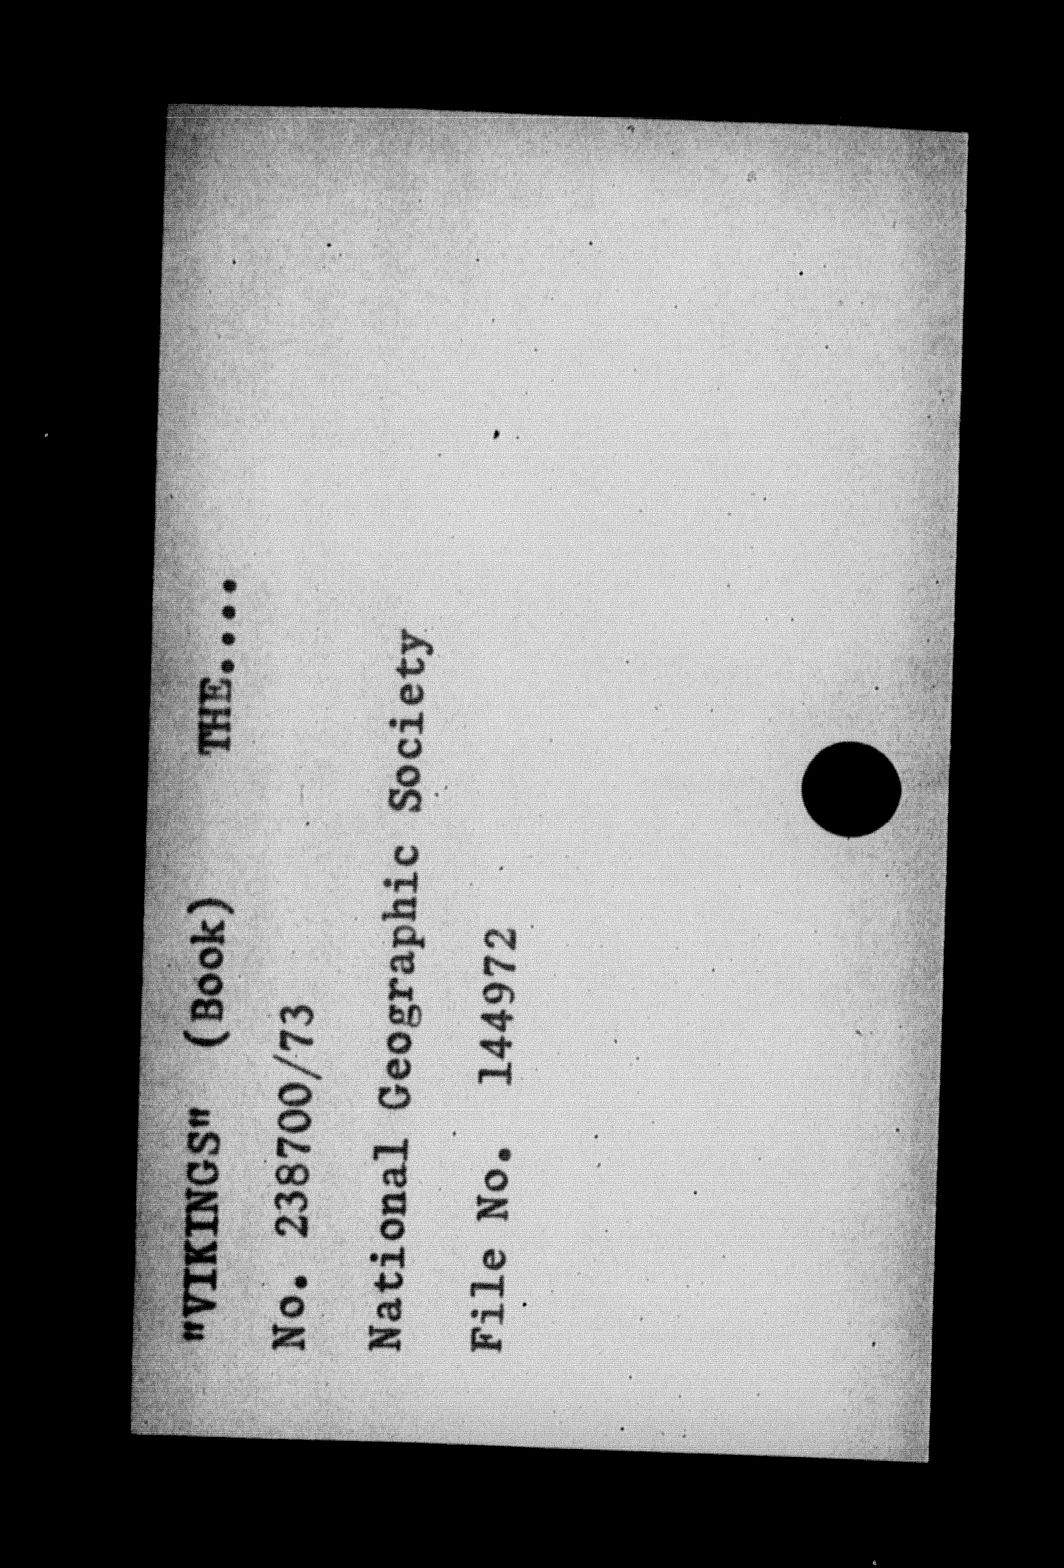 "VIKINGS" (Book) THE....
No. 238700/73
National Geographic Society
File No. 144972